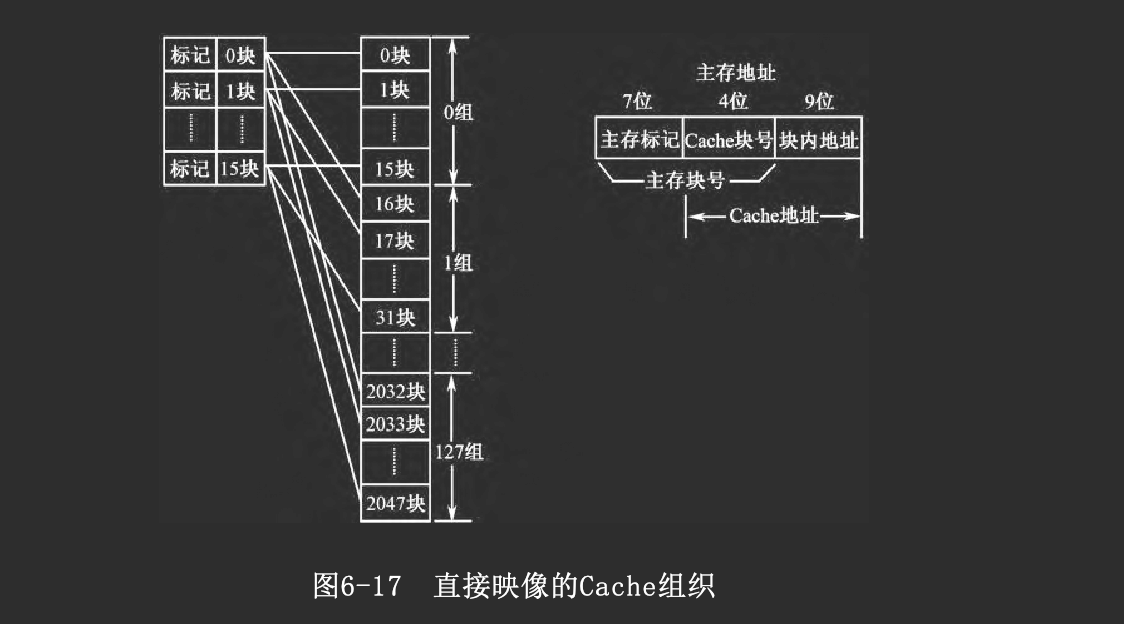 标记 0块
标记 1块
标记 15块
0块
1块
15块
16块
17块
31块
2032块
2033块
2047块
0组
1组
127组
主存地址
7位 4位 9位
主存标记 Cache块号 块内地址
主存块号
Cache地址
图6-17 直接映像的Cache组织